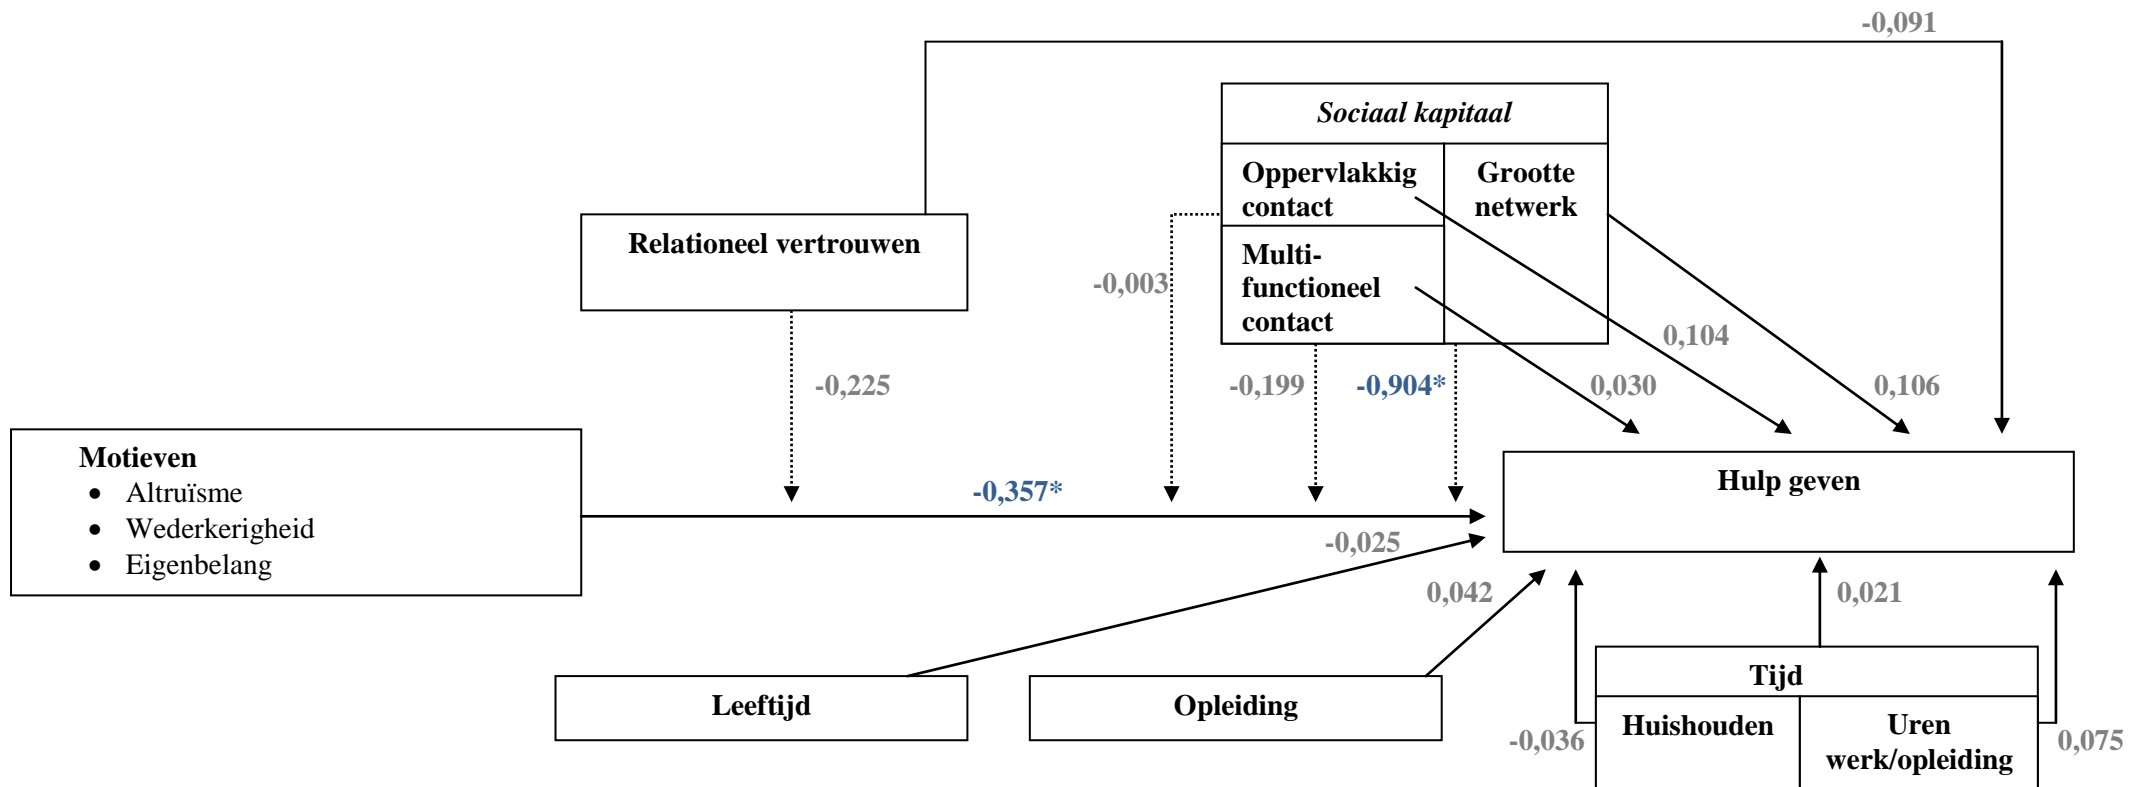 -0,091
Sociaal kapitaal
Oppervlakkig
contact
Grootte
netwerk
Relationeel vertrouwen
Multi-
functioneel
contact
-0,003
0,104
-0,225
-0,199
-0,904*
0,030
0,106
Motieven
• Altruïsme
• Wederkerigheid
• Eigenbelang
-0,357*
Hulp geven
-0,025
0,042
0,021
Leeftijd
Opleiding
Tijd
Huishouden
Uren
werk/opleiding
-0,036
0,075